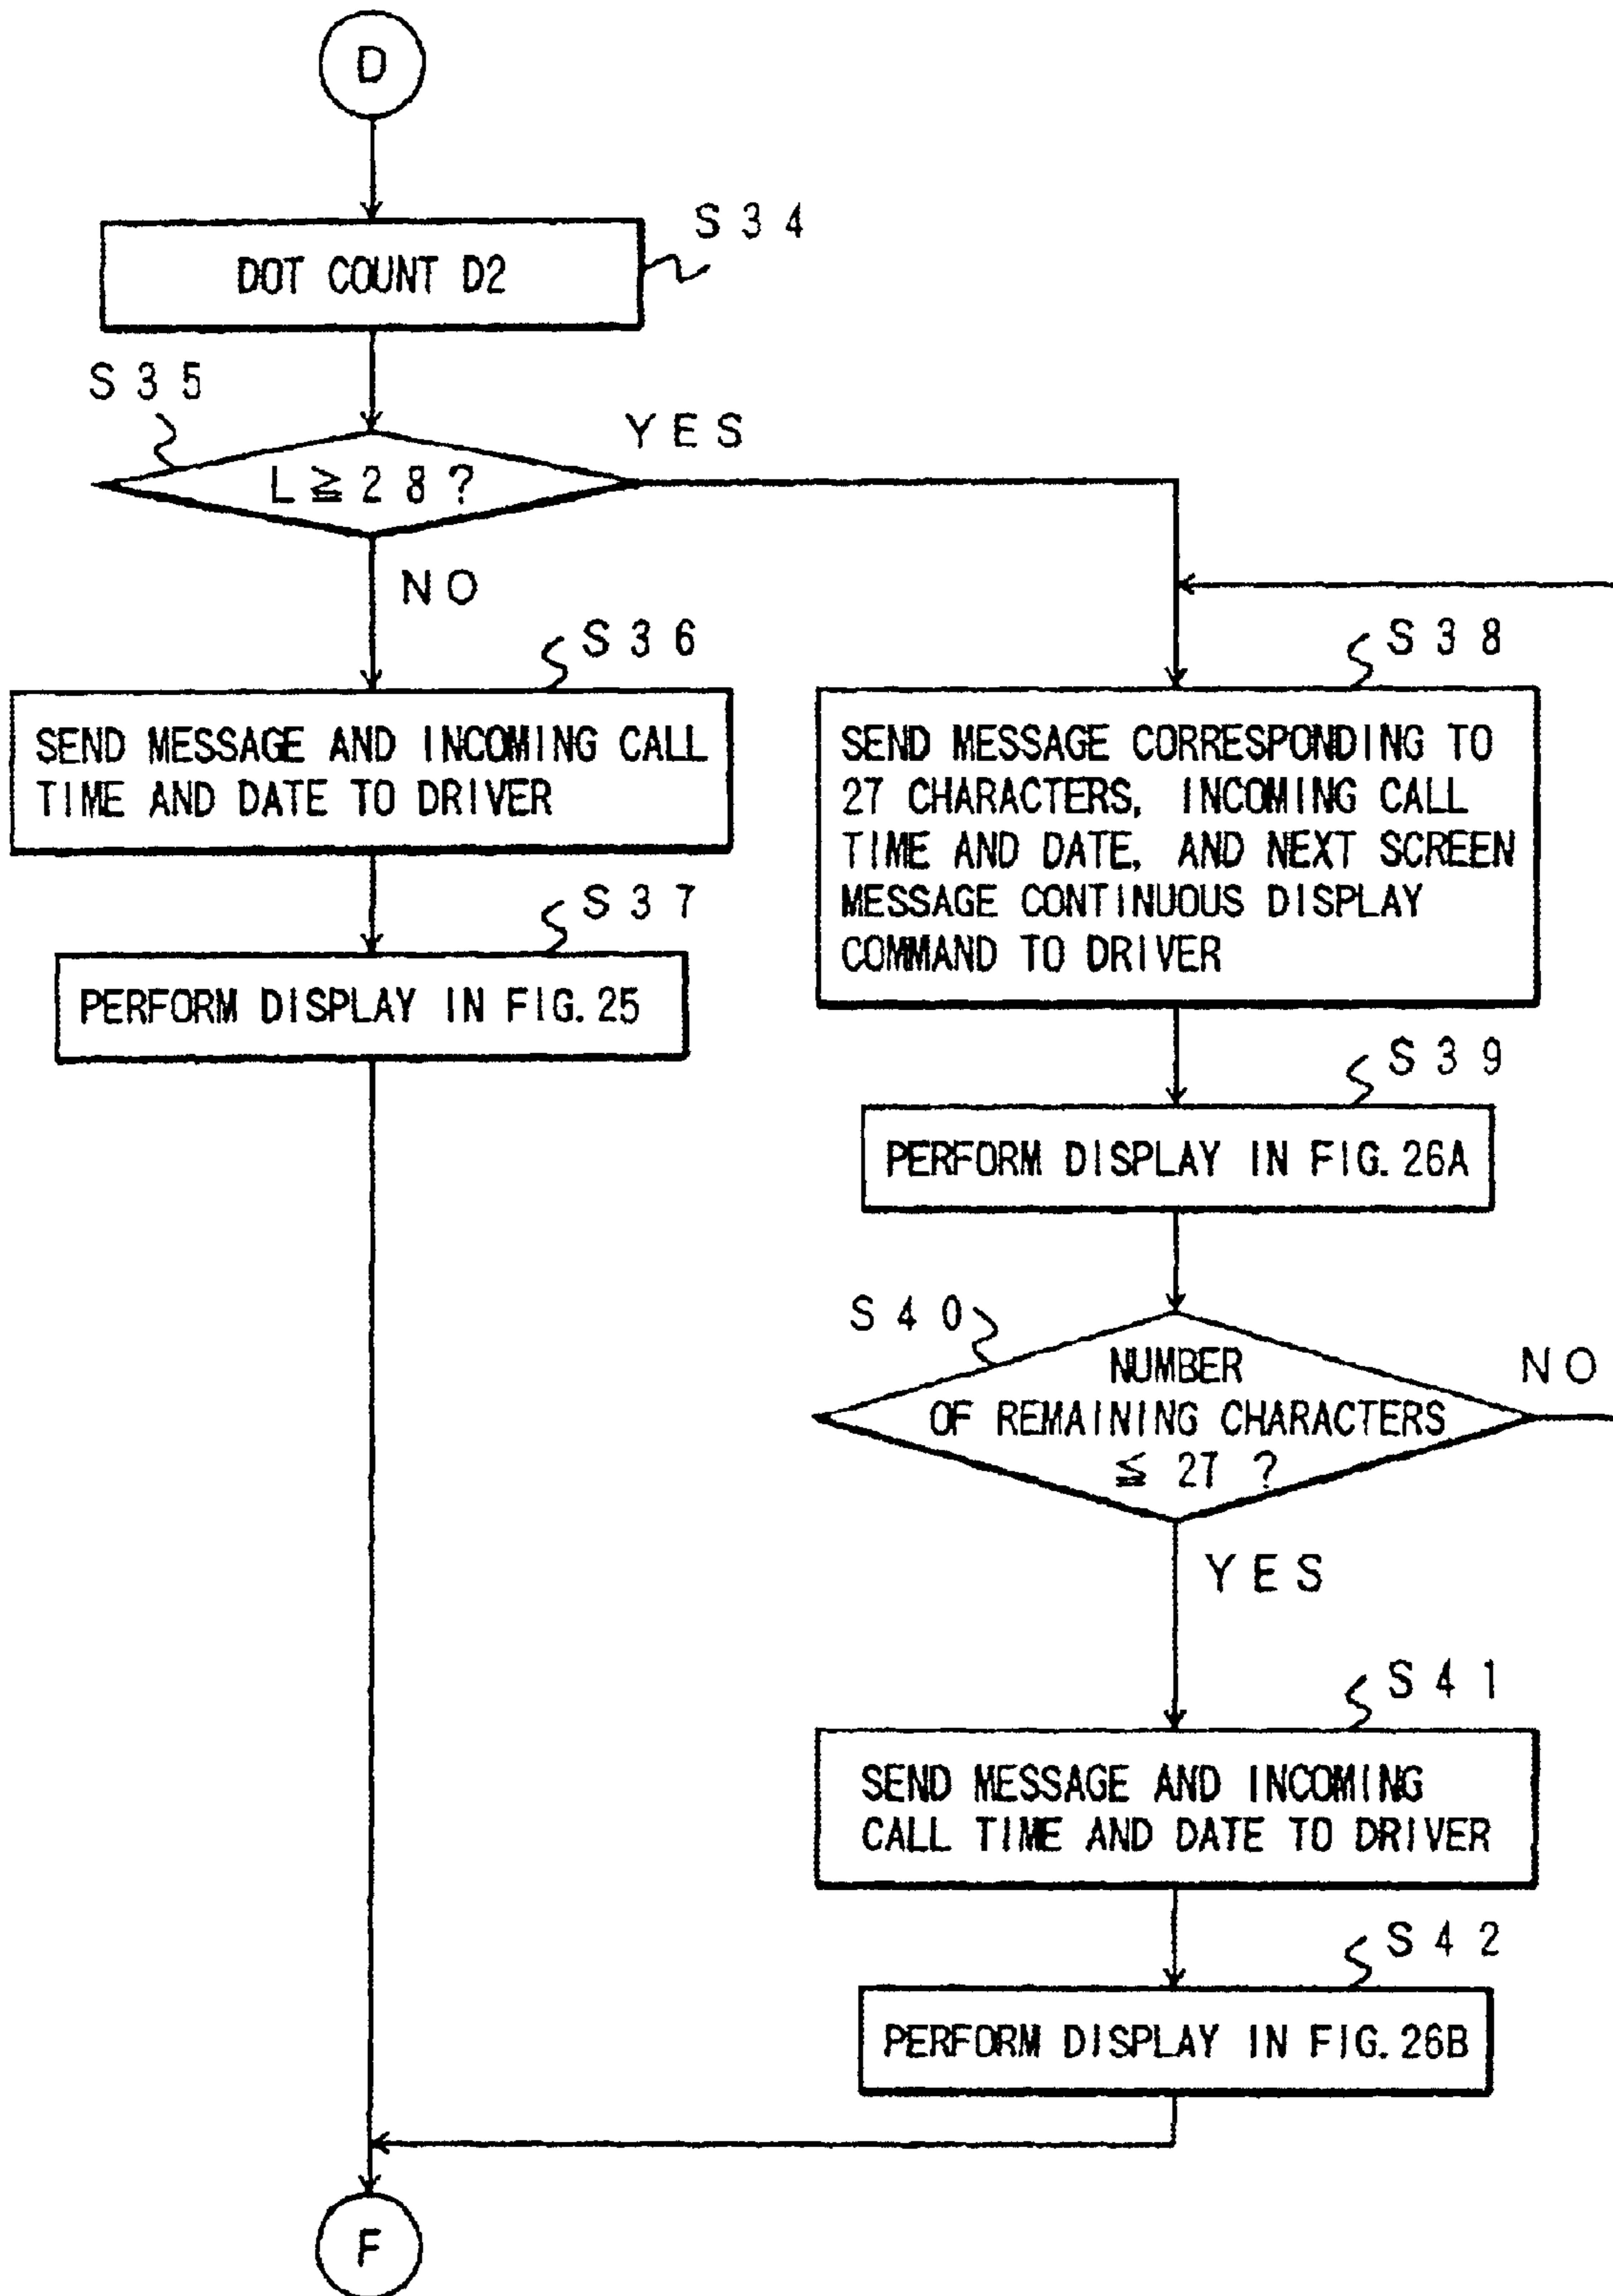 D
S34
DOT COUNT D2
S35
L ≧ 28?
YES
NO
S36
SEND MESSAGE AND INCOMING CALL
TIME AND DATE TO DRIVER
S37
PERFORM DISPLAY IN FIG. 25
S38
SEND MESSAGE CORRESPONDING TO
27 CHARACTERS, INCOMING CALL
TIME AND DATE, AND NEXT SCREEN
MESSAGE CONTINUOUS DISPLAY
COMMAND TO DRIVER
S39
PERFORM DISPLAY IN FIG. 26A
S40
NUMBER
OF REMAINING CHARACTERS
≦ 27 ?
NO
YES
S41
SEND MESSAGE AND INCOMING
CALL TIME AND DATE TO DRIVER
S42
PERFORM DISPLAY IN FIG. 26B
F